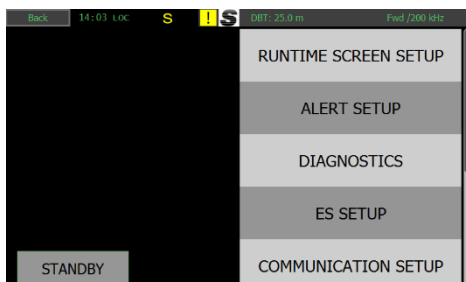 Back 14:03 LOC S ! S DBT: 25.0 m Fwd /200 kHz
RUNTIME SCREEN SETUP
ALERT SETUP
DIAGNOSTICS
ES SETUP
STANDBY COMMUNICATION SETUP